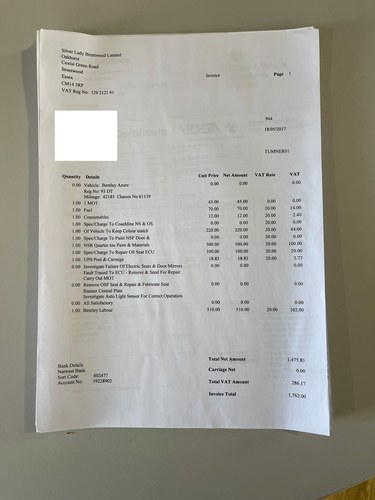 Silver Lady Brentwood Limited
Oakhurst
Coxtie Green Road
Brentwood
Essex
CM14 5RP
VAT Reg No: 129 2121 41
Invoice
Page 1
18/05/2017
TUMNER01
Quantity Details Unit Price Net Amount VAT Rate VAT
0.00 Vehicle: Bentley Azure 0.00 0.00 0.00
Reg No: 93 DT
Mileage: 42185 Chassis No 61159
1.00 1 MOT 45.00 45.00 0.00 0.00
1.00 Fuel 70.00 70.00 20.00 14.00
1.00 Consumables 12.00 12.00 20.00 2.40
1.00 Spec/Charge To Coachline NS & OS 0.00 0.00 20.00 0.00
1.00 Of Vehicle To Keep Colour match 220.00 220.00 20.00 44.00
1.00 Spec/Charge To Paint NSF Door & 0.00 0.00 20.00 0.00
1.00 NSR Quarter Inc Paint & Materials 500.00 500.00 20.00 100.00
1.00 Spec/Charge To Repair OS Seat ECU 100.00 100.00 20.00 20.00
1.00 UPS Post & Carriage 18.83 18.83 20.00 3.77
0.00 Investigate Failure Of Electric Seats & Door Mirrors 0.00 0.00 0.00
Fault Traced To ECU - Remove & Send For Repair
Carry Out MOT
0.00 Remove OSF Seat & Repair & Fabricate Seat 0.00 0.00 0.00
Runner Central Plate
Investigate Auto Light Sensor For Correct Operation
0.00 All Satisfactory 0.00 0.00 0.00
1.00 Bentley Labour 510.00 510.00 20.00 102.00
Bank Details
Natwest Bank
Sort Code: 602477
Account No: 19228902
Total Net Amount 1,475.83
Carriage Net 0.00
Total VAT Amount 286.17
Invoice Total 1,762.00